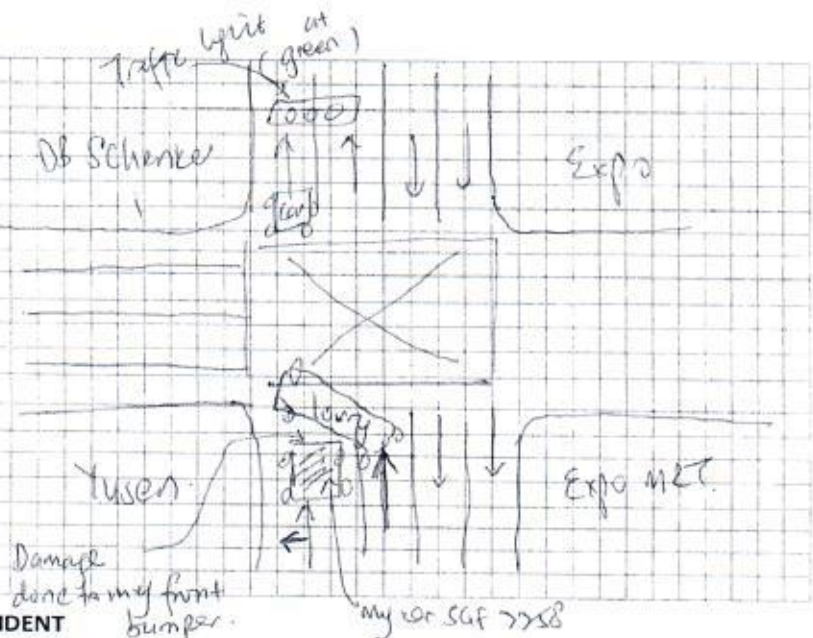 Traffic light at
(green)
DB Schenker
Expo
car
lorry
Yusen
Expo MRT.
Damage
done to my front
bumper.
My car SGF 7758
IDENT